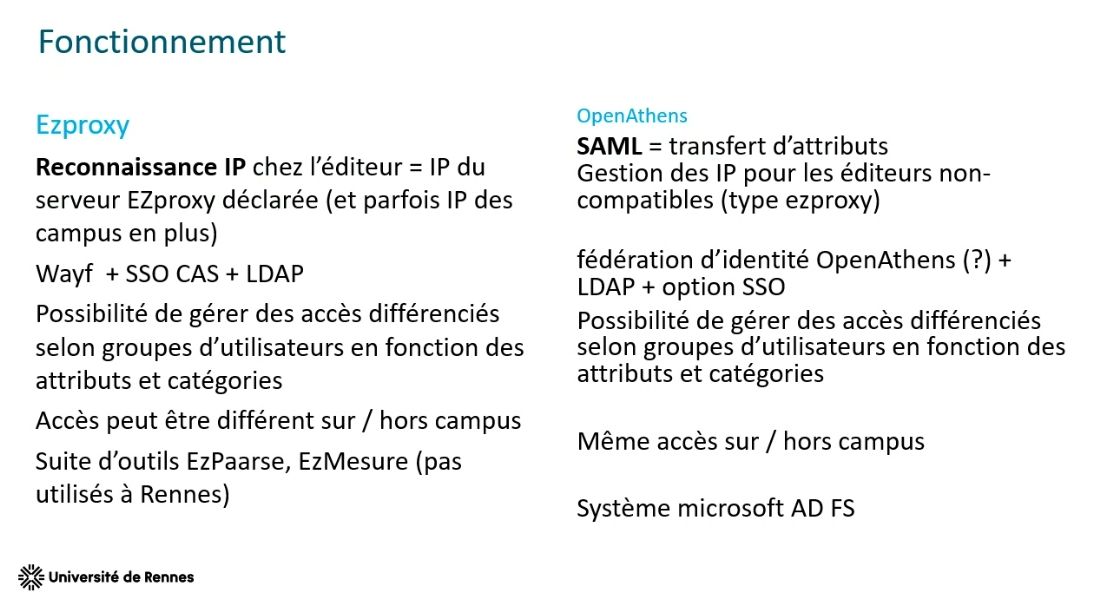 Fonctionnement
Ezproxy
Reconnaissance IP chez l’éditeur = IP du
serveur EZproxy déclarée (et parfois IP des
campus en plus)
Wayf  + SSO CAS + LDAP
Possibilité de gérer des accès différenciés
selon groupes d’utilisateurs en fonction des
attributs et catégories
Accès peut être différent sur / hors campus
Suite d’outils EzPaarse, EzMesure (pas
utilisés à Rennes)
OpenAthens
SAML = transfert d’attributs
Gestion des IP pour les éditeurs non-
compatibles (type ezproxy)
fédération d’identité OpenAthens (?) +
LDAP + option SSO
Possibilité de gérer des accès différenciés
selon groupes d’utilisateurs en fonction des
attributs et catégories
Même accès sur / hors campus
Système microsoft AD FS
Université de Rennes